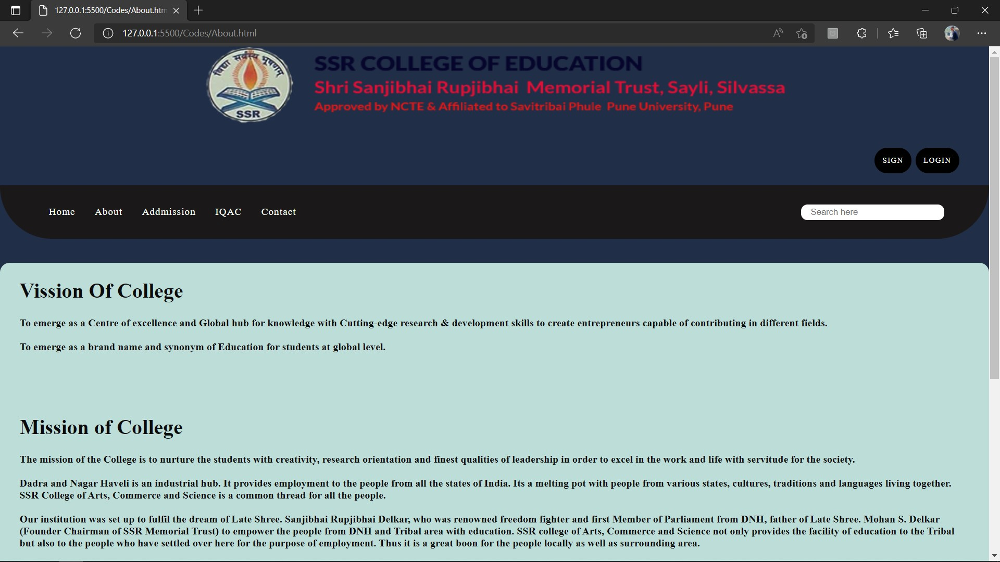 127.0.0.1:5500/Codes/About.htm
127.0.0.1:5500/Codes/About.html
विद्या सर्वस्य भूषणम्
SSR
SSR COLLEGE OF EDUCATION
Shri Sanjibhai Rupjibhai Memorial Trust, Sayli, Silvassa
Approved by NCTE & Affiliated to Savitribai Phule Pune University, Pune
SIGN LOGIN
Home About Addmission IQAC Contact Search here
Vission Of College
To emerge as a Centre of excellence and Global hub for knowledge with Cutting-edge research & development skills to create entrepreneurs capable of contributing in different fields.
To emerge as a brand name and synonym of Education for students at global level.
Mission of College
The mission of the College is to nurture the students with creativity, research orientation and finest qualities of leadership in order to excel in the work and life with servitude for the society.
Dadra and Nagar Haveli is an industrial hub. It provides employment to the people from all the states of India. Its a melting pot with people from various states, cultures, traditions and languages living together.
SSR College of Arts, Commerce and Science is a common thread for all the people.
Our institution was set up to fulfil the dream of Late Shree. Sanjibhai Rupjibhai Delkar, who was renowned freedom fighter and first Member of Parliament from DNH, father of Late Shree. Mohan S. Delkar
(Founder Chairman of SSR Memorial Trust) to empower the people from DNH and Tribal area with education. SSR college of Arts, Commerce and Science not only provides the facility of education to the Tribal
but also to the people who have settled over here for the purpose of employment. Thus it is a great boon for the people locally as well as surrounding area.